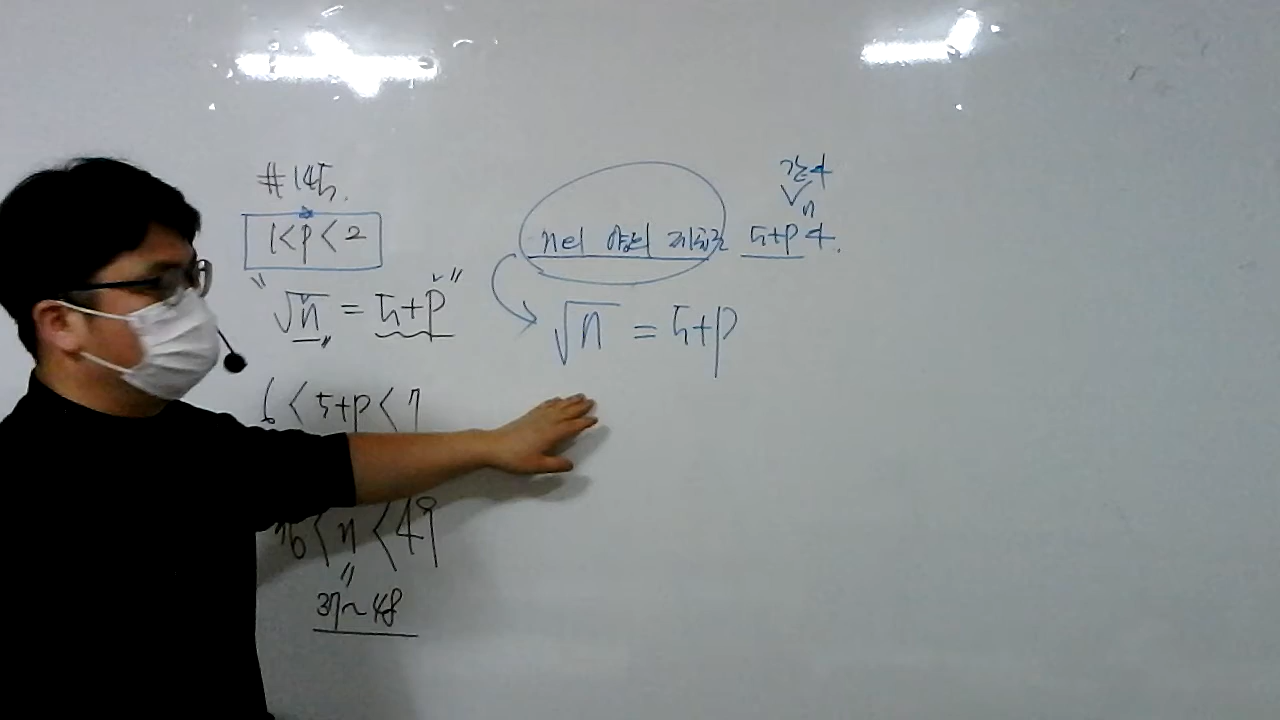 #145.
1<p<2
"√n = 5+p"
6<5+p<7
36<n<49
37~48
n의 양의 제곱근 5+p
√n = 5+p